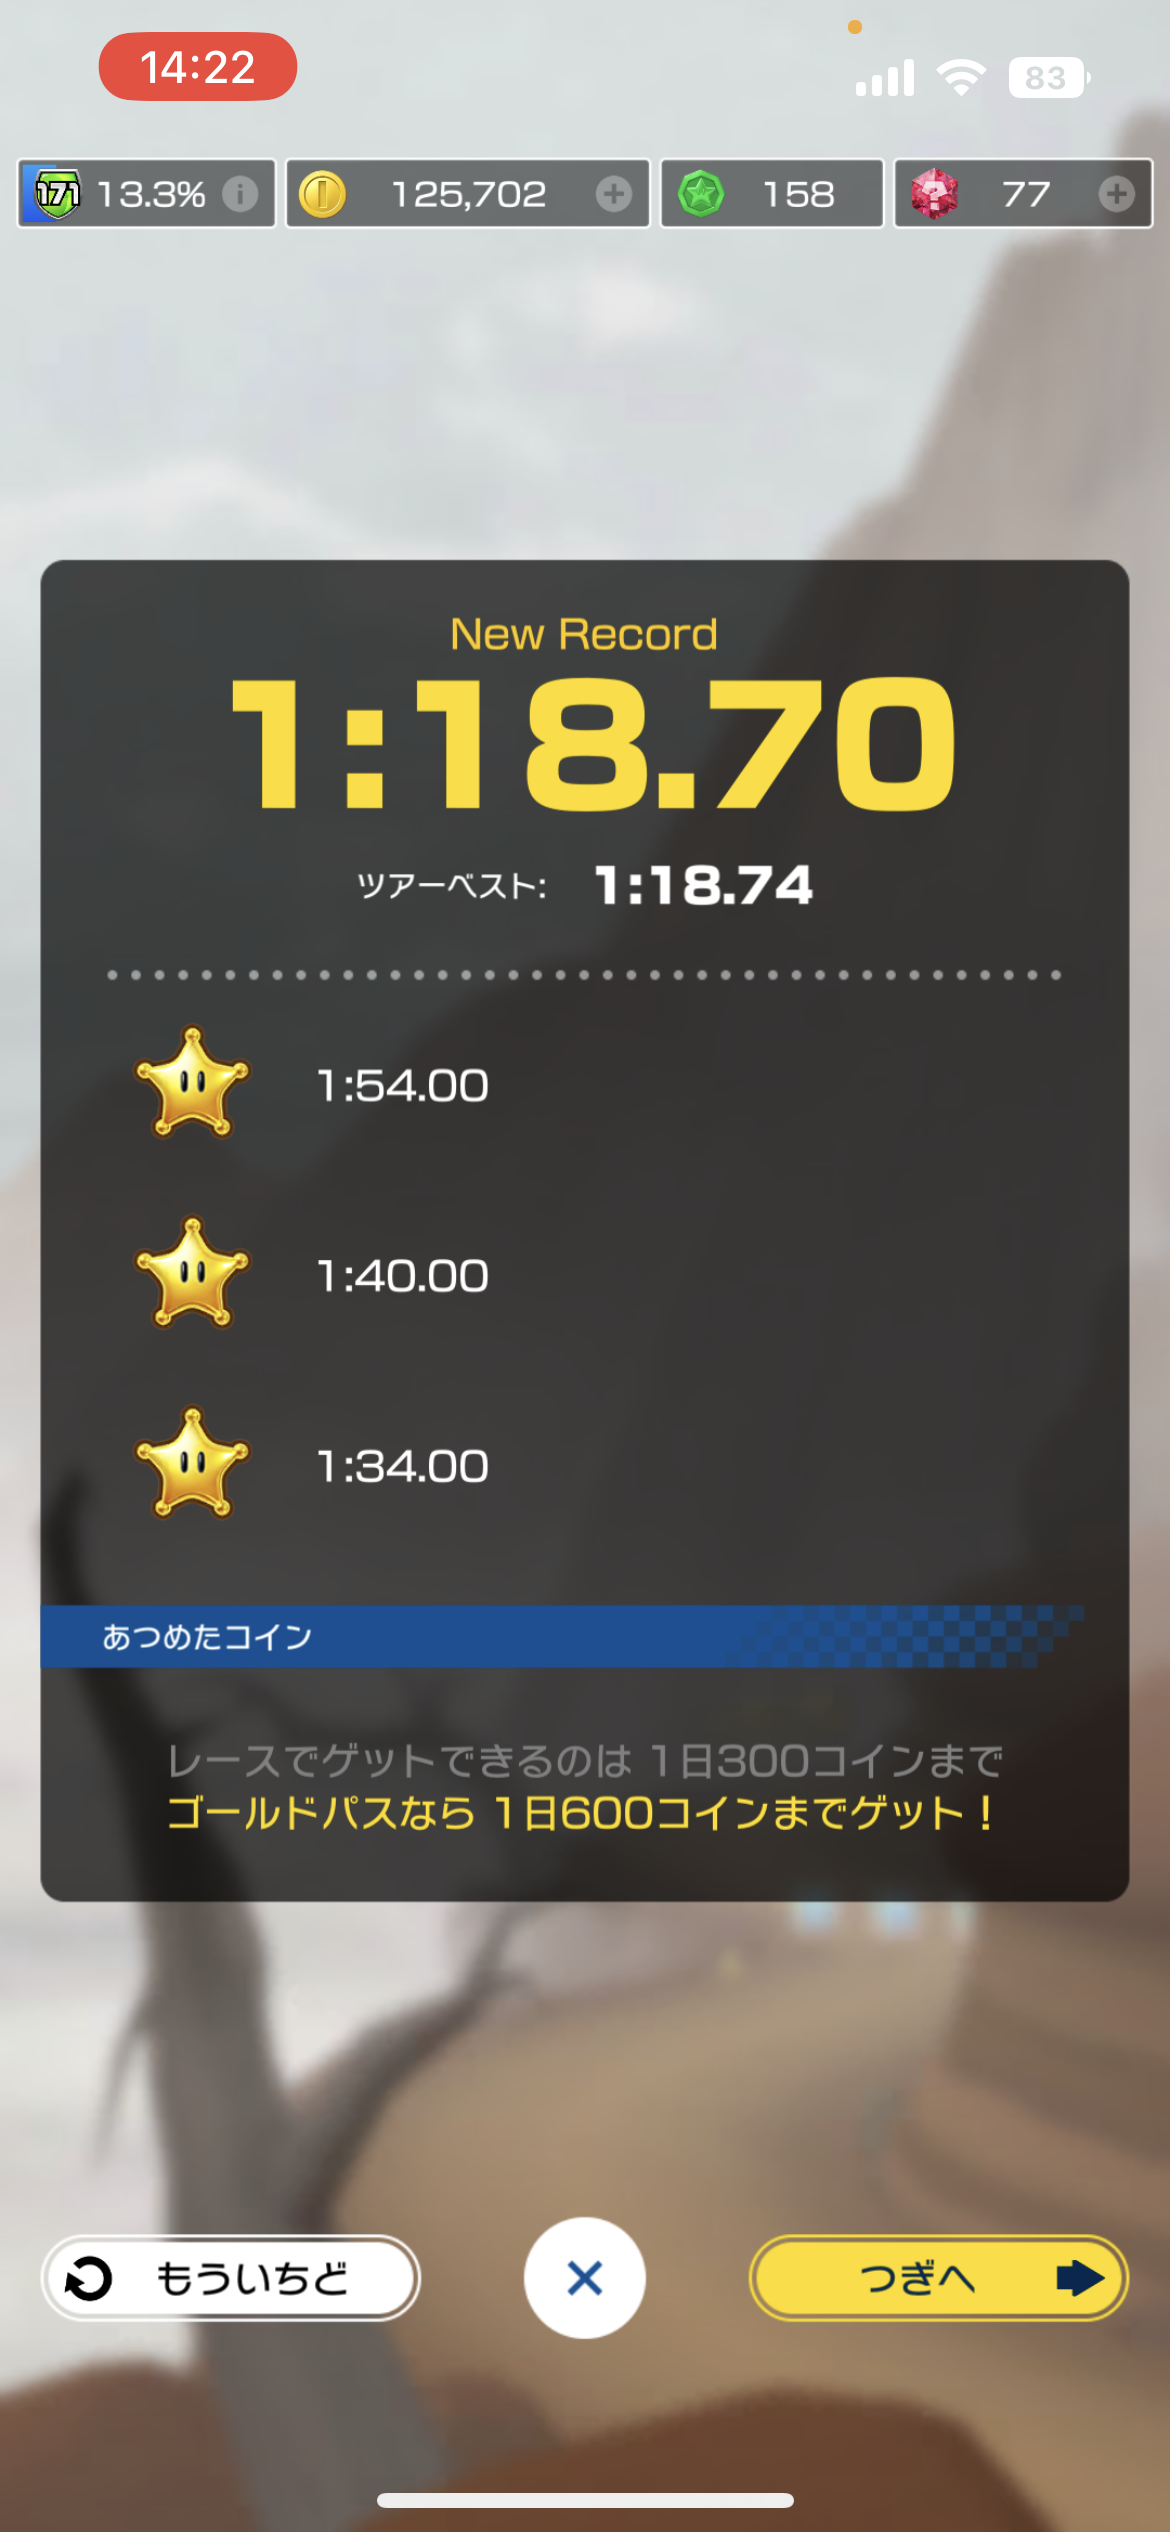 14:22
83
171 13.3% 125,702 158 77
New Record
1:18.70
ツアーベスト: 1:18.74
1:54.00
1:40.00
1:34.00
あつめたコイン
レースでゲットできるのは 1日300コインまで
ゴールドパスなら 1日600コインまでゲット！
もういちど
つぎへ